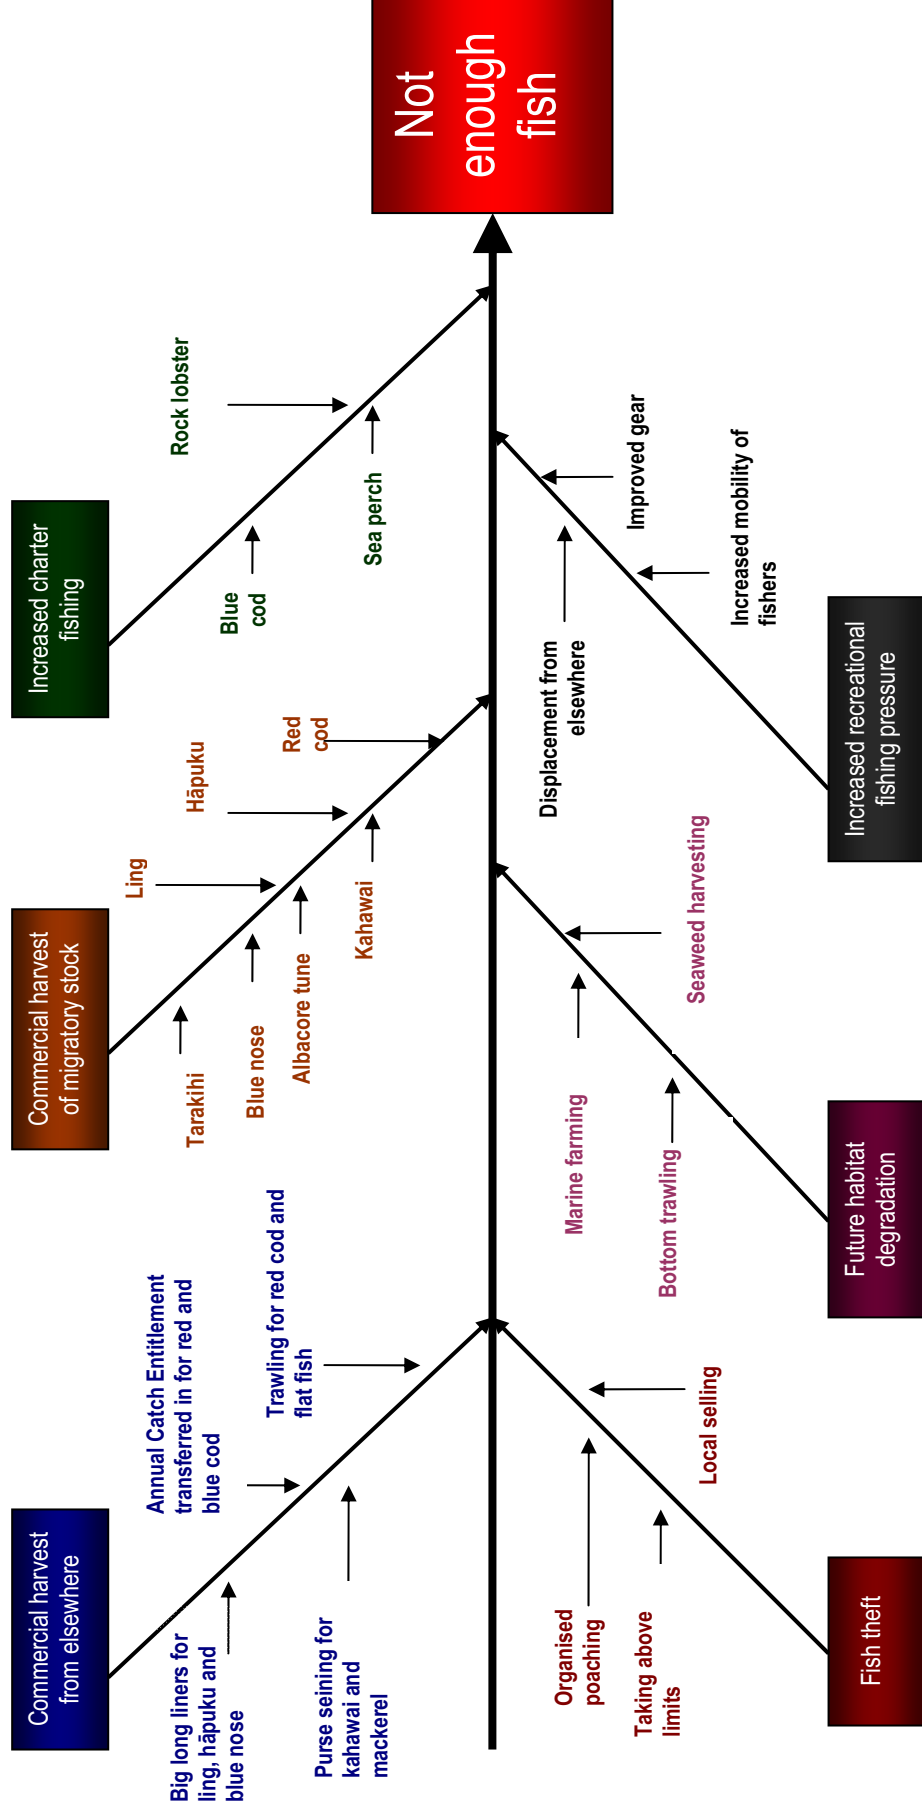 Commercial harvest
from elsewhere
Big long liners for
ling, hāpuku and
blue nose
Annual Catch Entitlement
transferred in for red and
blue cod
Purse seining for
kahawai and
mackerel
Trawling for red cod and
flat fish
Commercial harvest
of migratory stock
Tarakihi
Blue nose
Albacore tune
Kahawai
Ling
Hāpuku
Red
cod
Increased charter
fishing
Blue
cod
Sea perch
Rock lobster
Not
enough
fish
Fish theft
Organised
poaching
Taking above
limits
Local selling
Future habitat
degradation
Marine farming
Bottom trawling
Seaweed harvesting
Increased recreational
fishing pressure
Displacement from
elsewhere
Improved gear
Increased mobility of
fishers